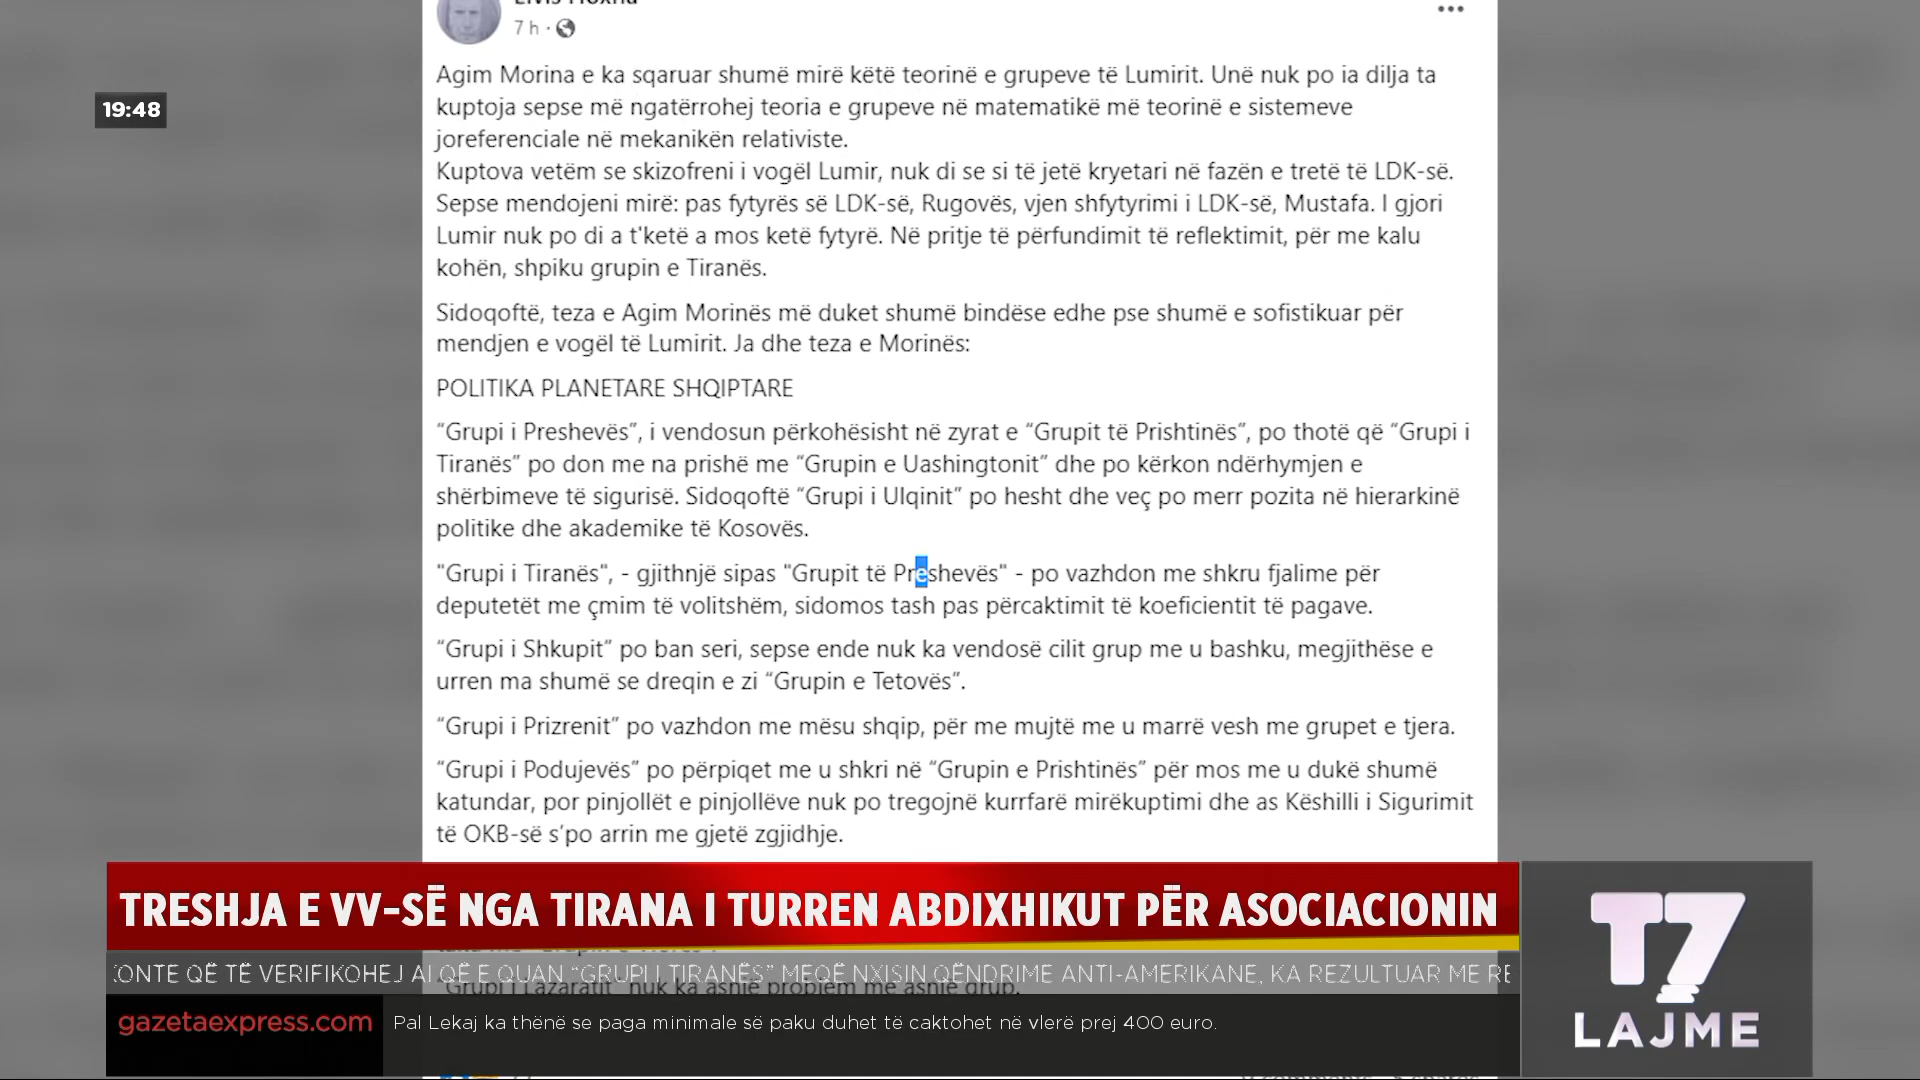 Elvis Hoxha
7 h ·
19:48
Agim Morina e ka sqaruar shumë mirë këtë teorinë e grupeve të Lumirit. Unë nuk po ia dilja ta
kuptoja sepse më ngatërrohej teoria e grupeve në matematikë më teorinë e sistemeve
joreferenciale në mekanikën relativiste.
Kuptova vetëm se skizofreni i vogël Lumir, nuk di se si të jetë kryetari në fazën e tretë të LDK-së.
Sepse mendojeni mirë: pas fytyrës së LDK-së, Rugovës, vjen shfytyrimi i LDK-së, Mustafa. I gjori
Lumir nuk po di a t'ketë a mos ketë fytyrë. Në pritje të përfundimit të reflektimit, për me kalu
kohën, shpiku grupin e Tiranës.
Sidoqoftë, teza e Agim Morinës më duket shumë bindëse edhe pse shumë e sofistikuar për
mendjen e vogël të Lumirit. Ja dhe teza e Morinës:
POLITIKA PLANETARE SHQIPTARE
“Grupi i Preshevës”, i vendosun përkohësisht në zyrat e “Grupit të Prishtinës”, po thotë që “Grupi i
Tiranës” po don me na prishë me “Grupin e Uashingtonit” dhe po kërkon ndërhymjen e
shërbimeve të sigurisë. Sidoqoftë “Grupi i Ulqinit” po hesht dhe veç po merr pozita në hierarkinë
politike dhe akademike të Kosovës.
"Grupi i Tiranës", - gjithnjë sipas "Grupit të Preshevës" - po vazhdon me shkru fjalime për
deputetët me çmim të volitshëm, sidomos tash pas përcaktimit të koeficientit të pagave.
“Grupi i Shkupit” po ban seri, sepse ende nuk ka vendosë cilit grup me u bashku, megjithëse e
urren ma shumë se dreqin e zi “Grupin e Tetovës”.
“Grupi i Prizrenit” po vazhdon me mësu shqip, për me mujtë me u marrë vesh me grupet e tjera.
“Grupi i Podujevës” po përpiqet me u shkri në “Grupin e Prishtinës” për mos me u dukë shumë
katundar, por pinjollët e pinjollëve nuk po tregojnë kurrfarë mirëkuptimi dhe as Këshilli i Sigurimit
të OKB-së s’po arrin me gjetë zgjidhje.
TRESHJA E VV-SË NGA TIRANA I TURREN ABDIXHIKUT PËR ASOCIACIONIN
QË TË VERIFIKOHEJ AI QË E QUAN “GRUPI I TIRANËS” MEQË NXISIN QËNDRIME ANTI-AMERIKANE, KA REZULTUAR ME
“Grupi i Lazaratit” nuk ka asnjë problem me asnjë grup.
gazetaexpress.com
Pal Lekaj ka thënë se paga minimale së paku duhet të caktohet në vlerë prej 400 euro.
T7
LAJME